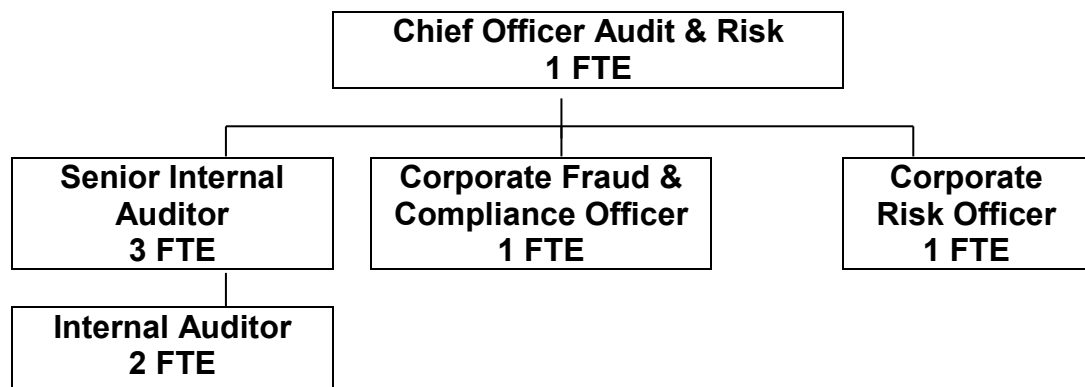 Chief Officer Audit & Risk
1 FTE
Senior Internal
Auditor
3 FTE
Corporate Fraud &
Compliance Officer
1 FTE
Corporate
Risk Officer
1 FTE
Internal Auditor
2 FTE